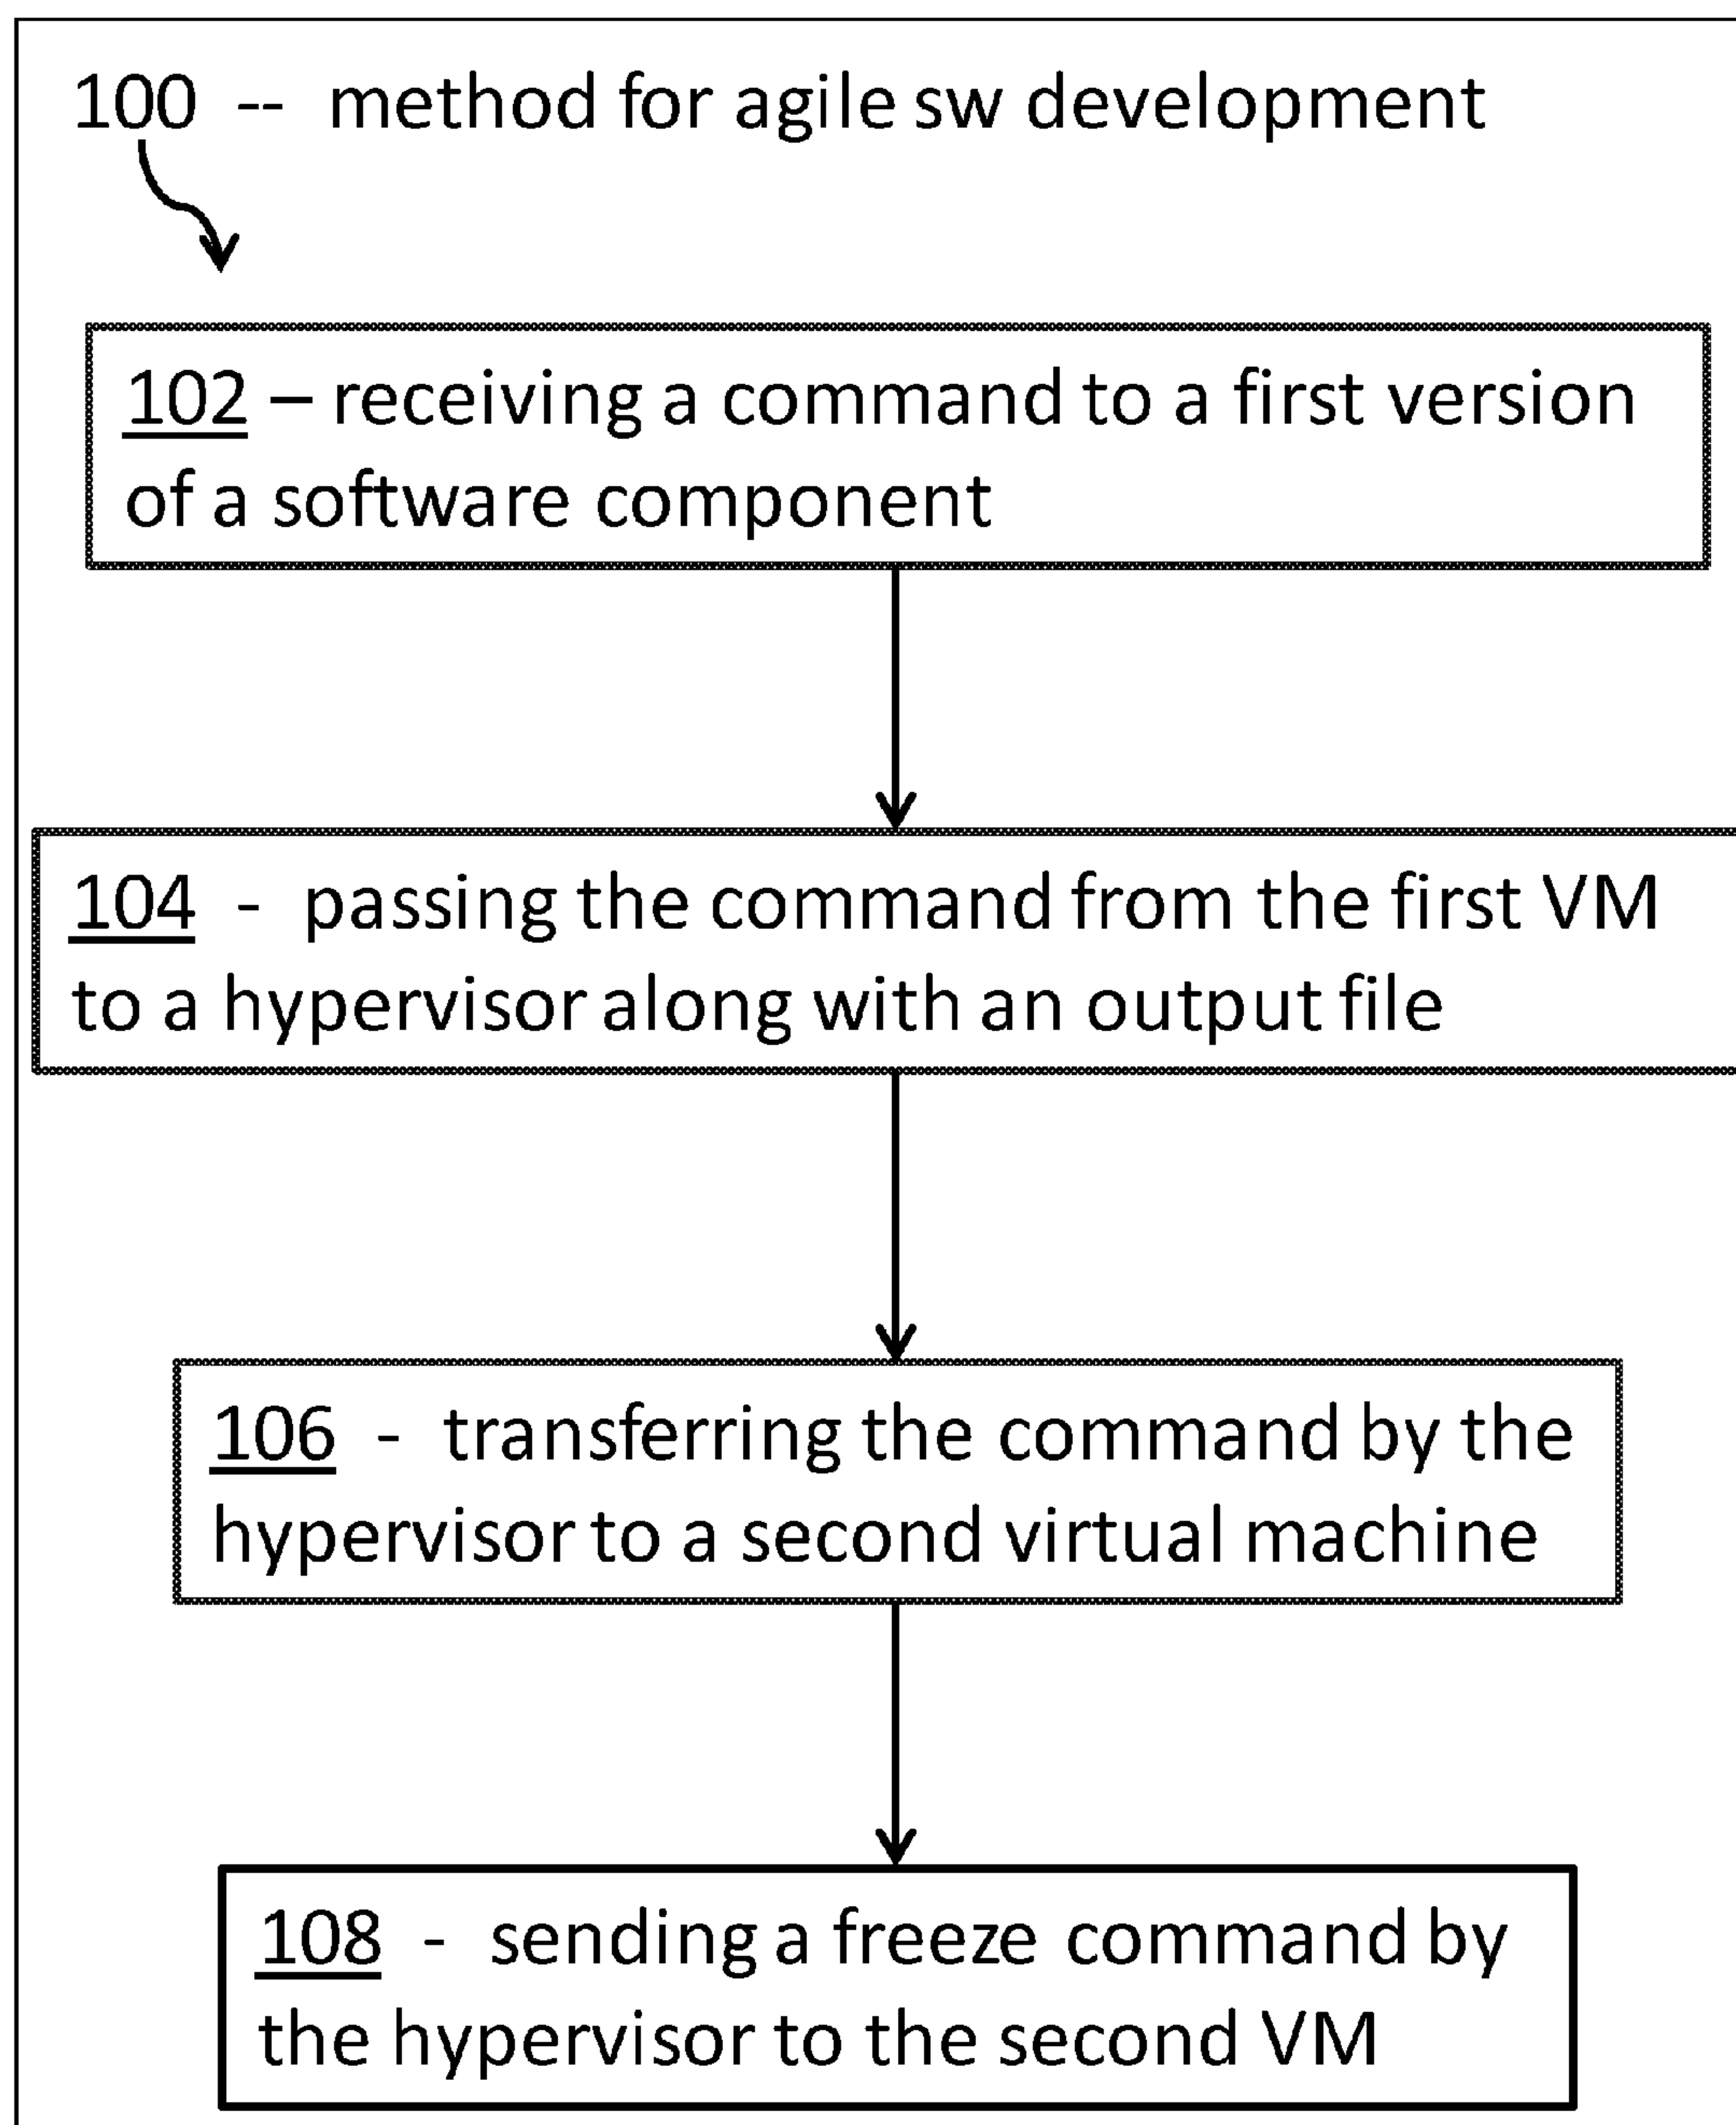 100 -- method for agile sw development
102 – receiving a command to a first version
of a software component
104 - passing the command from the first VM
to a hypervisor along with an output file
106 - transferring the command by the
hypervisor to a second virtual machine
108 - sending a freeze command by
the hypervisor to the second VM